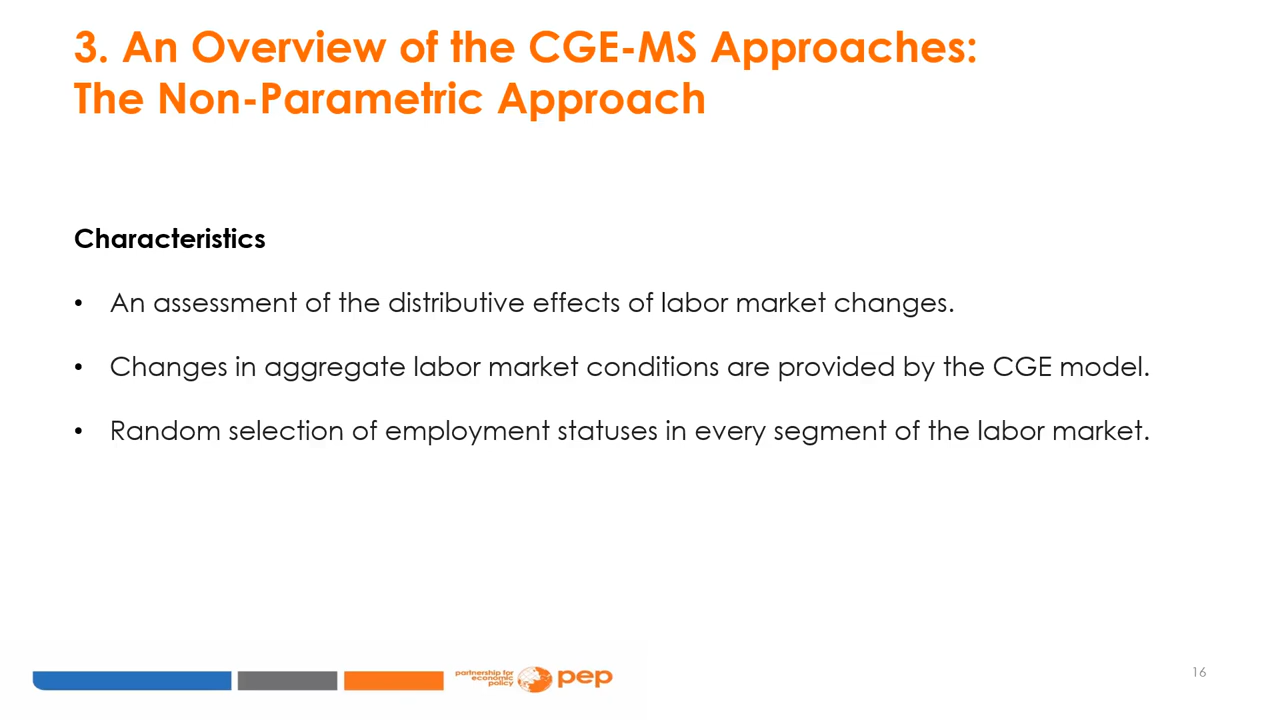 3. An Overview of the CGE-MS Approaches:
The Non-Parametric Approach
Characteristics
• An assessment of the distributive effects of labor market changes.
• Changes in aggregate labor market conditions are provided by the CGE model.
• Random selection of employment statuses in every segment of the labor market.
partnership for
economic
policy
pep
16